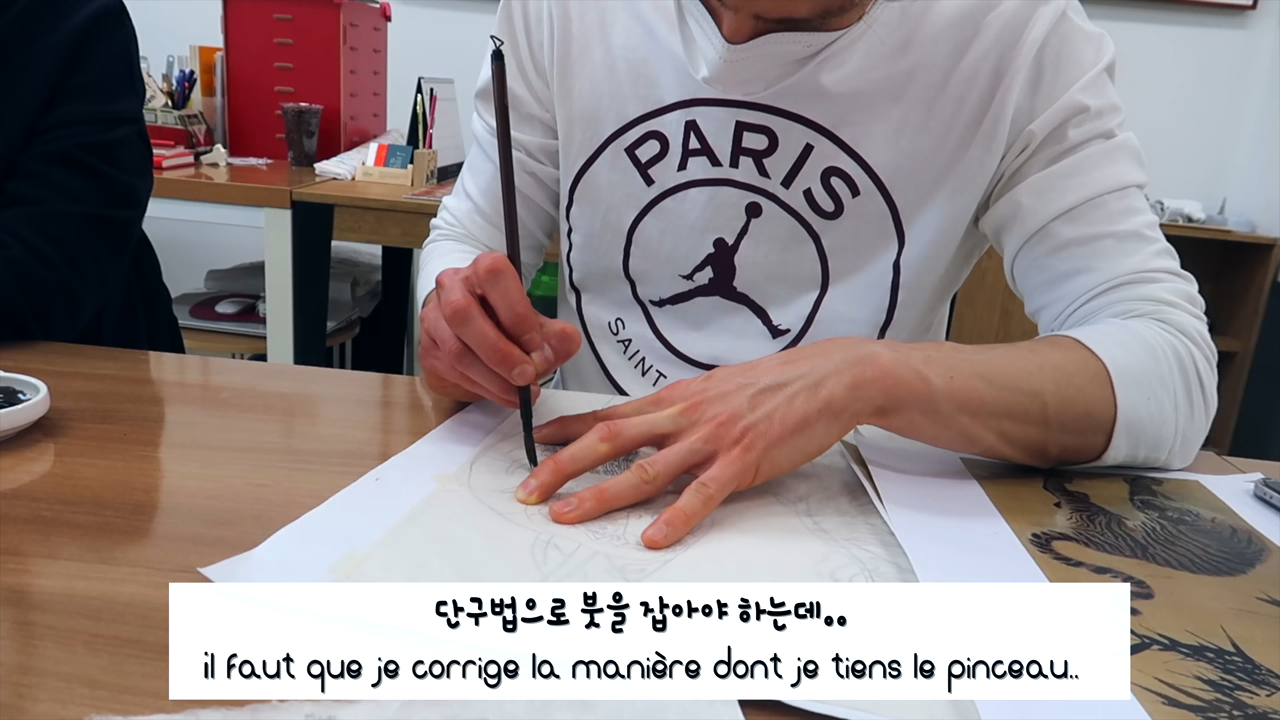 PARIS
SAINT
단구법으로 붓을 잡아야 하는데..
il faut que je corrige la manière dont je tiens le pinceau..